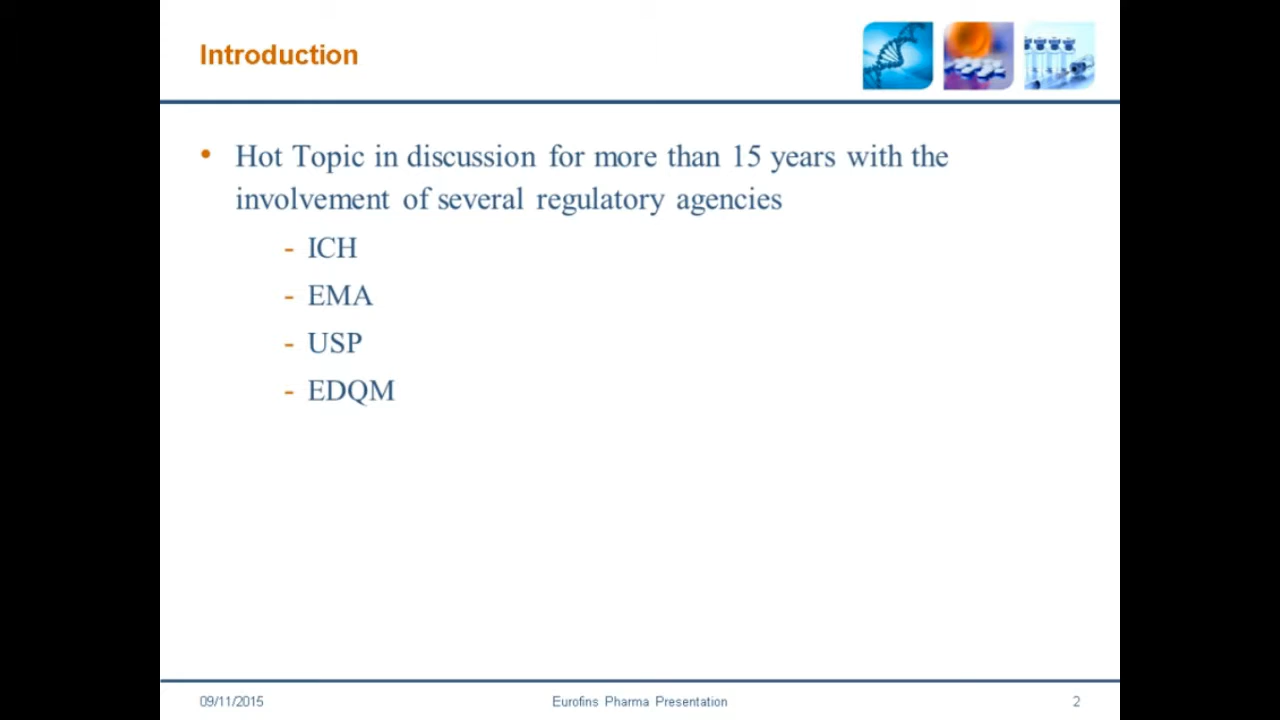 Introduction
• Hot Topic in discussion for more than 15 years with the
involvement of several regulatory agencies
- ICH
- EMA
- USP
- EDQM
09/11/2015 Eurofins Pharma Presentation 2